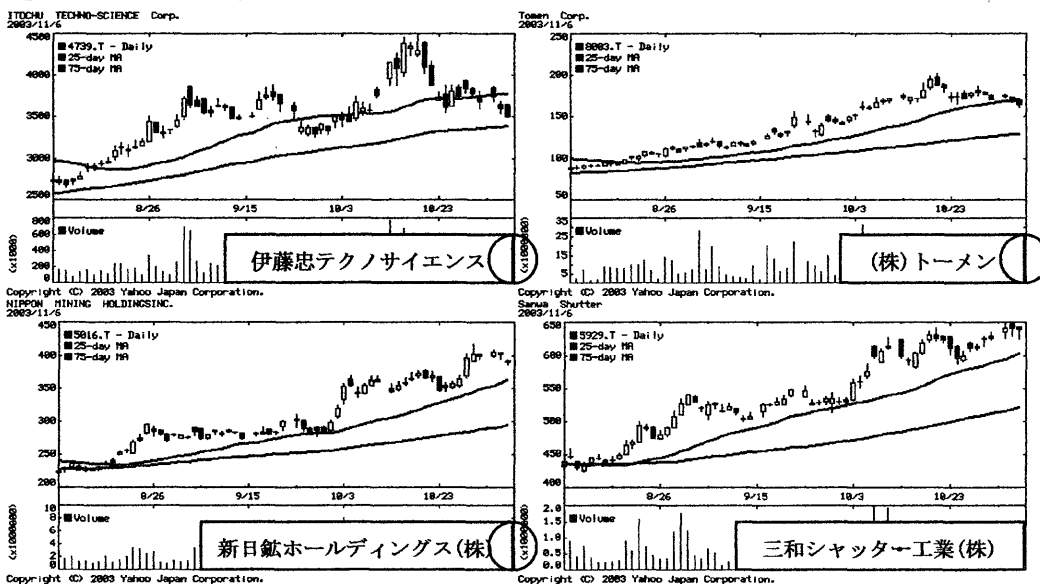 ITOCHU TECHNO-SCIENCE Corp.
2003/11/6
4739.T - Daily
25-day MA
75-day MA
4500
4000
3500
3000
2500
8/26 9/15 10/3 10/23
Volume
800
600
400
200
0
(x1000)
伊藤忠テクノサイエンス
Copyright (C) 2003 Yahoo Japan Corporation.
Tomen Corp.
2003/11/6
8003.T - Daily
25-day MA
75-day MA
250
200
150
100
50
8/26 9/15 10/3 10/23
Volume
35
25
15
5
(株)トーメン
Copyright (C) 2003 Yahoo Japan Corporation.
NIPPON MINING HOLDINGSINC.
2003/11/6
5016.T - Daily
25-day MA
75-day MA
450
400
350
300
250
200
8/26 9/15 10/3 10/23
Volume
10
8
6
4
2
0
(x1000000)
新日鉱ホールディングス(株)
Copyright (C) 2003 Yahoo Japan Corporation.
Sanwa Shutter
2003/11/6
5929.T - Daily
25-day MA
75-day MA
650
600
550
500
450
400
8/26 9/15 10/3 10/23
Volume
2.0
1.5
1.0
0.5
0.0
(x1000000)
三和シャッター工業(株)
Copyright (C) 2003 Yahoo Japan Corporation.